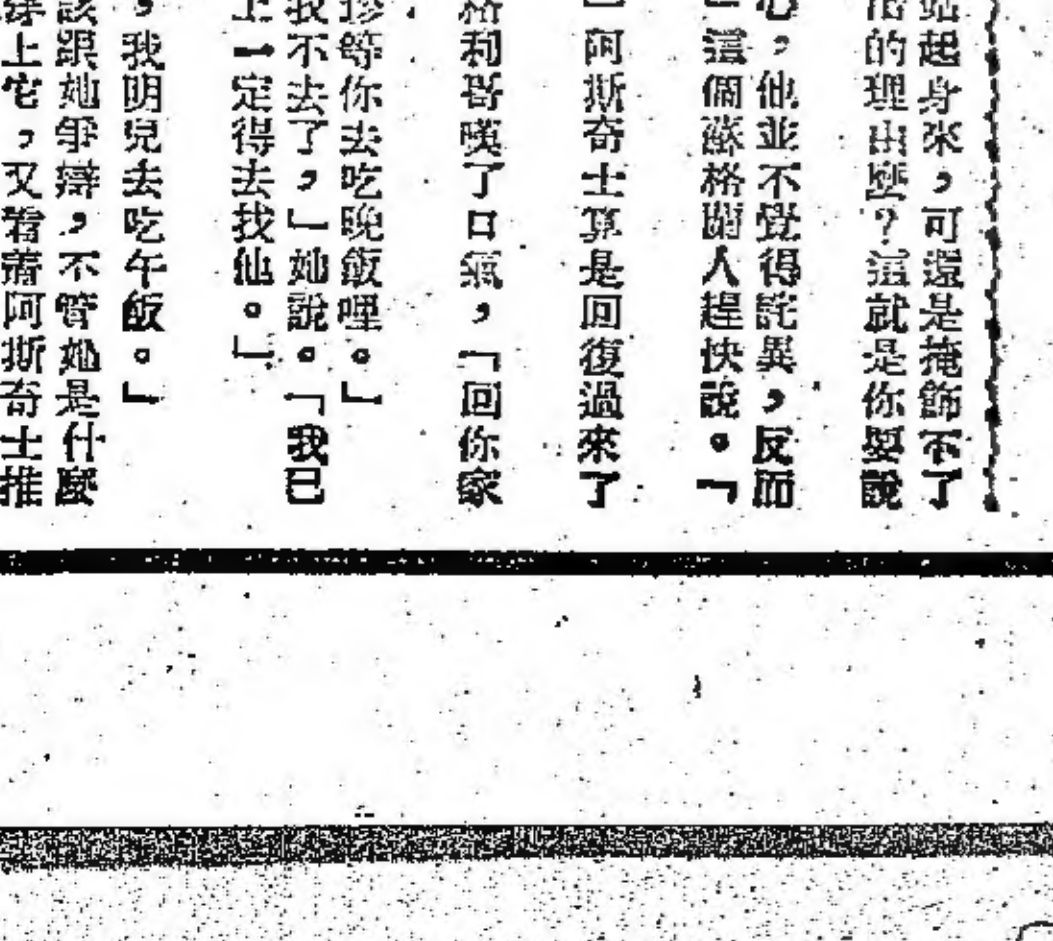 站起身來，可還是掩飾不了
的理由麼？這就是你要說
心，他並不覺得詫異，反而
這個蘇格蘭人趕快說。「
」阿斯奇士算是回復過來了
格利哥嘆了口氣，「回你家
珍等你去吃晚飯哩。」
我不去了，」她說。「我已
上一定得去找他。」
，我明兒去吃午飯。」
該跟她爭辯，不管她是什麼
上它，又着阿斯奇士推